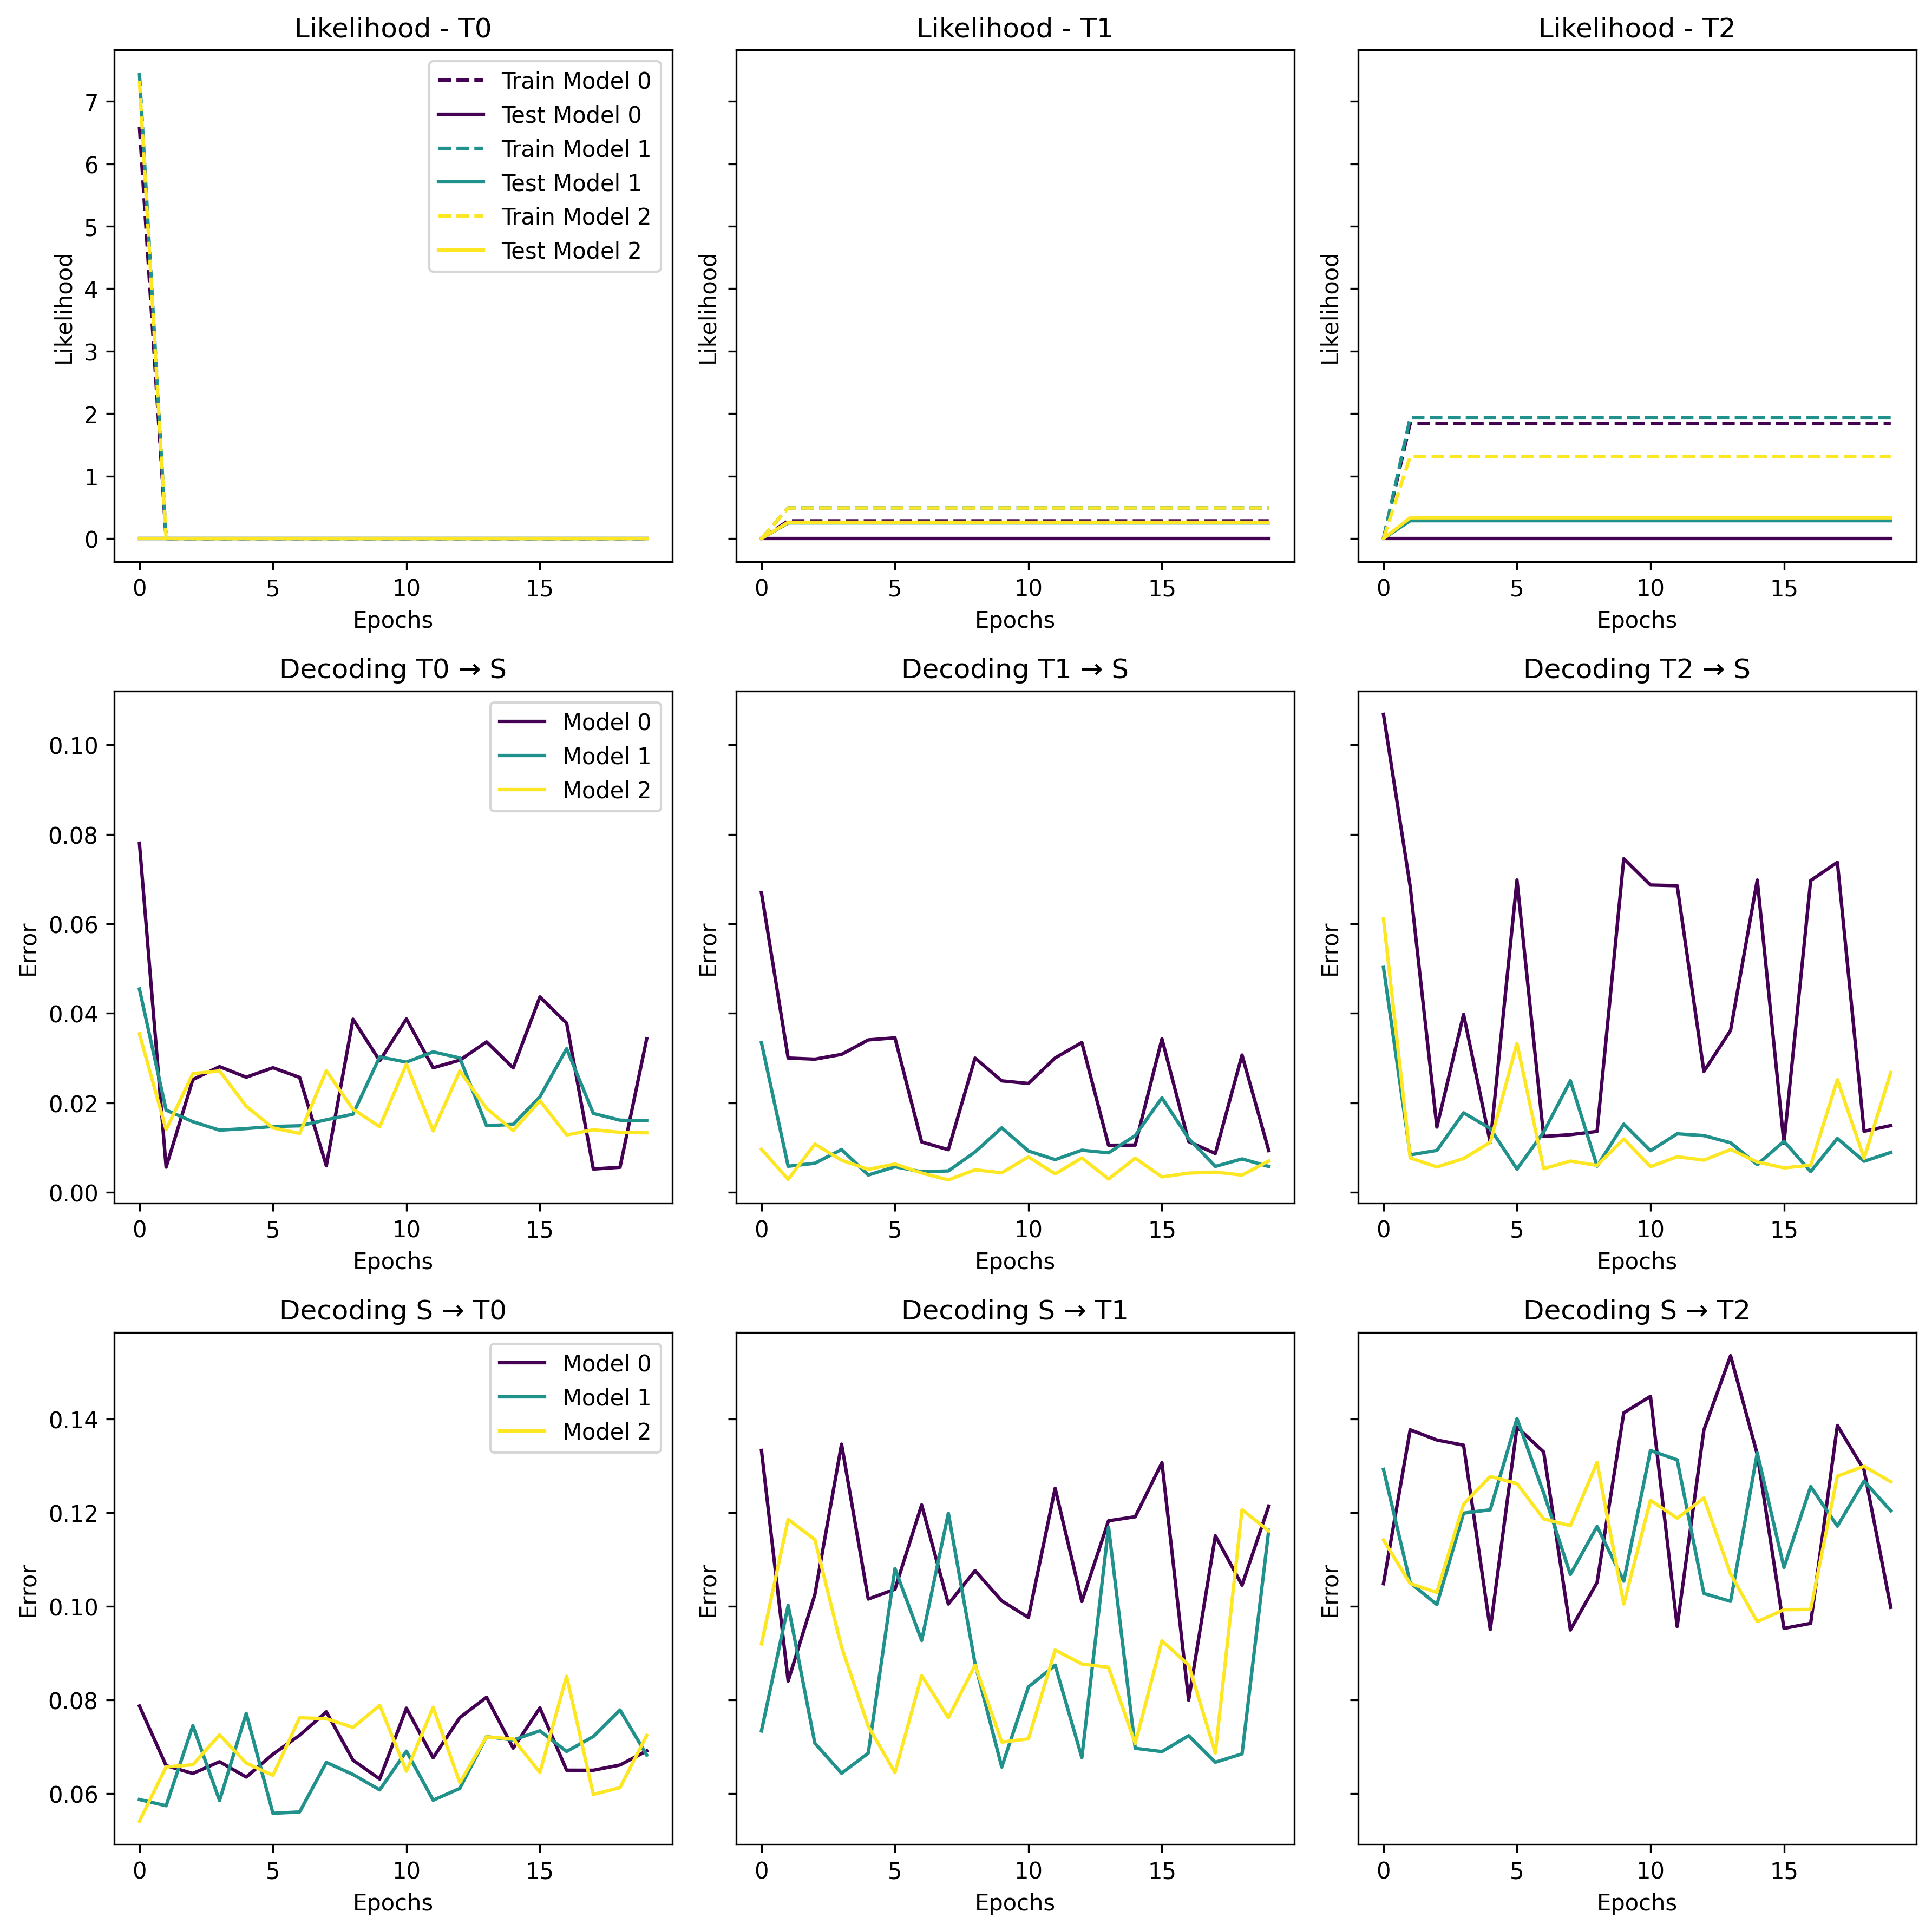 Likelihood - T0
Likelihood - T1
Likelihood - T2
Train Model 0
Test Model 0
Train Model 1
Test Model 1
Train Model 2
Test Model 2
7
6
5
4
3
2
1
0
Likelihood
Likelihood
Likelihood
0 5 10 15
0 5 10 15
0 5 10 15
Epochs
Epochs
Epochs
Decoding T0 → S
Decoding T1 → S
Decoding T2 → S
Model 0
Model 1
Model 2
0.10
0.08
0.06
0.04
0.02
0.00
Error
Error
Error
0 5 10 15
0 5 10 15
0 5 10 15
Epochs
Epochs
Epochs
Decoding S → T0
Decoding S → T1
Decoding S → T2
Model 0
Model 1
Model 2
0.14
0.12
0.10
0.08
0.06
Error
Error
Error
0 5 10 15
0 5 10 15
0 5 10 15
Epochs
Epochs
Epochs